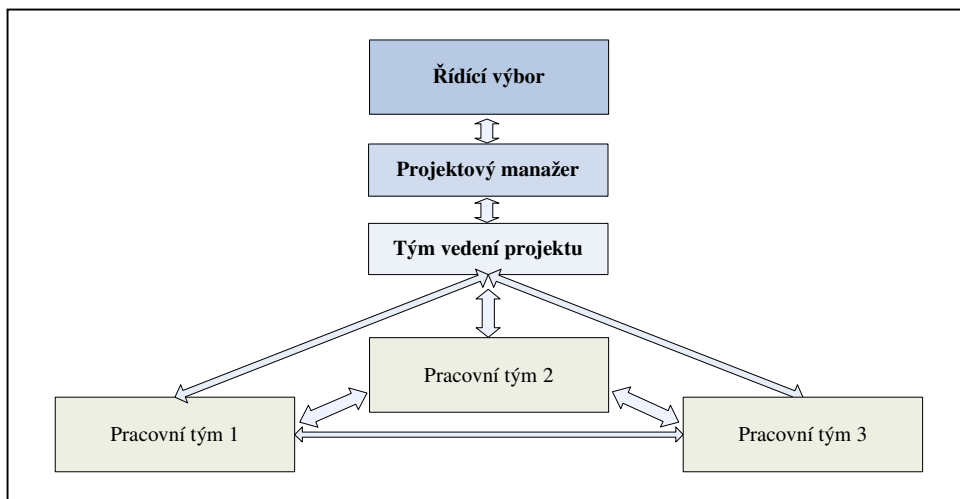 Řídící výbor
Projektový manažer
Tým vedení projektu
Pracovní tým 2
Pracovní tým 1
Pracovní tým 3